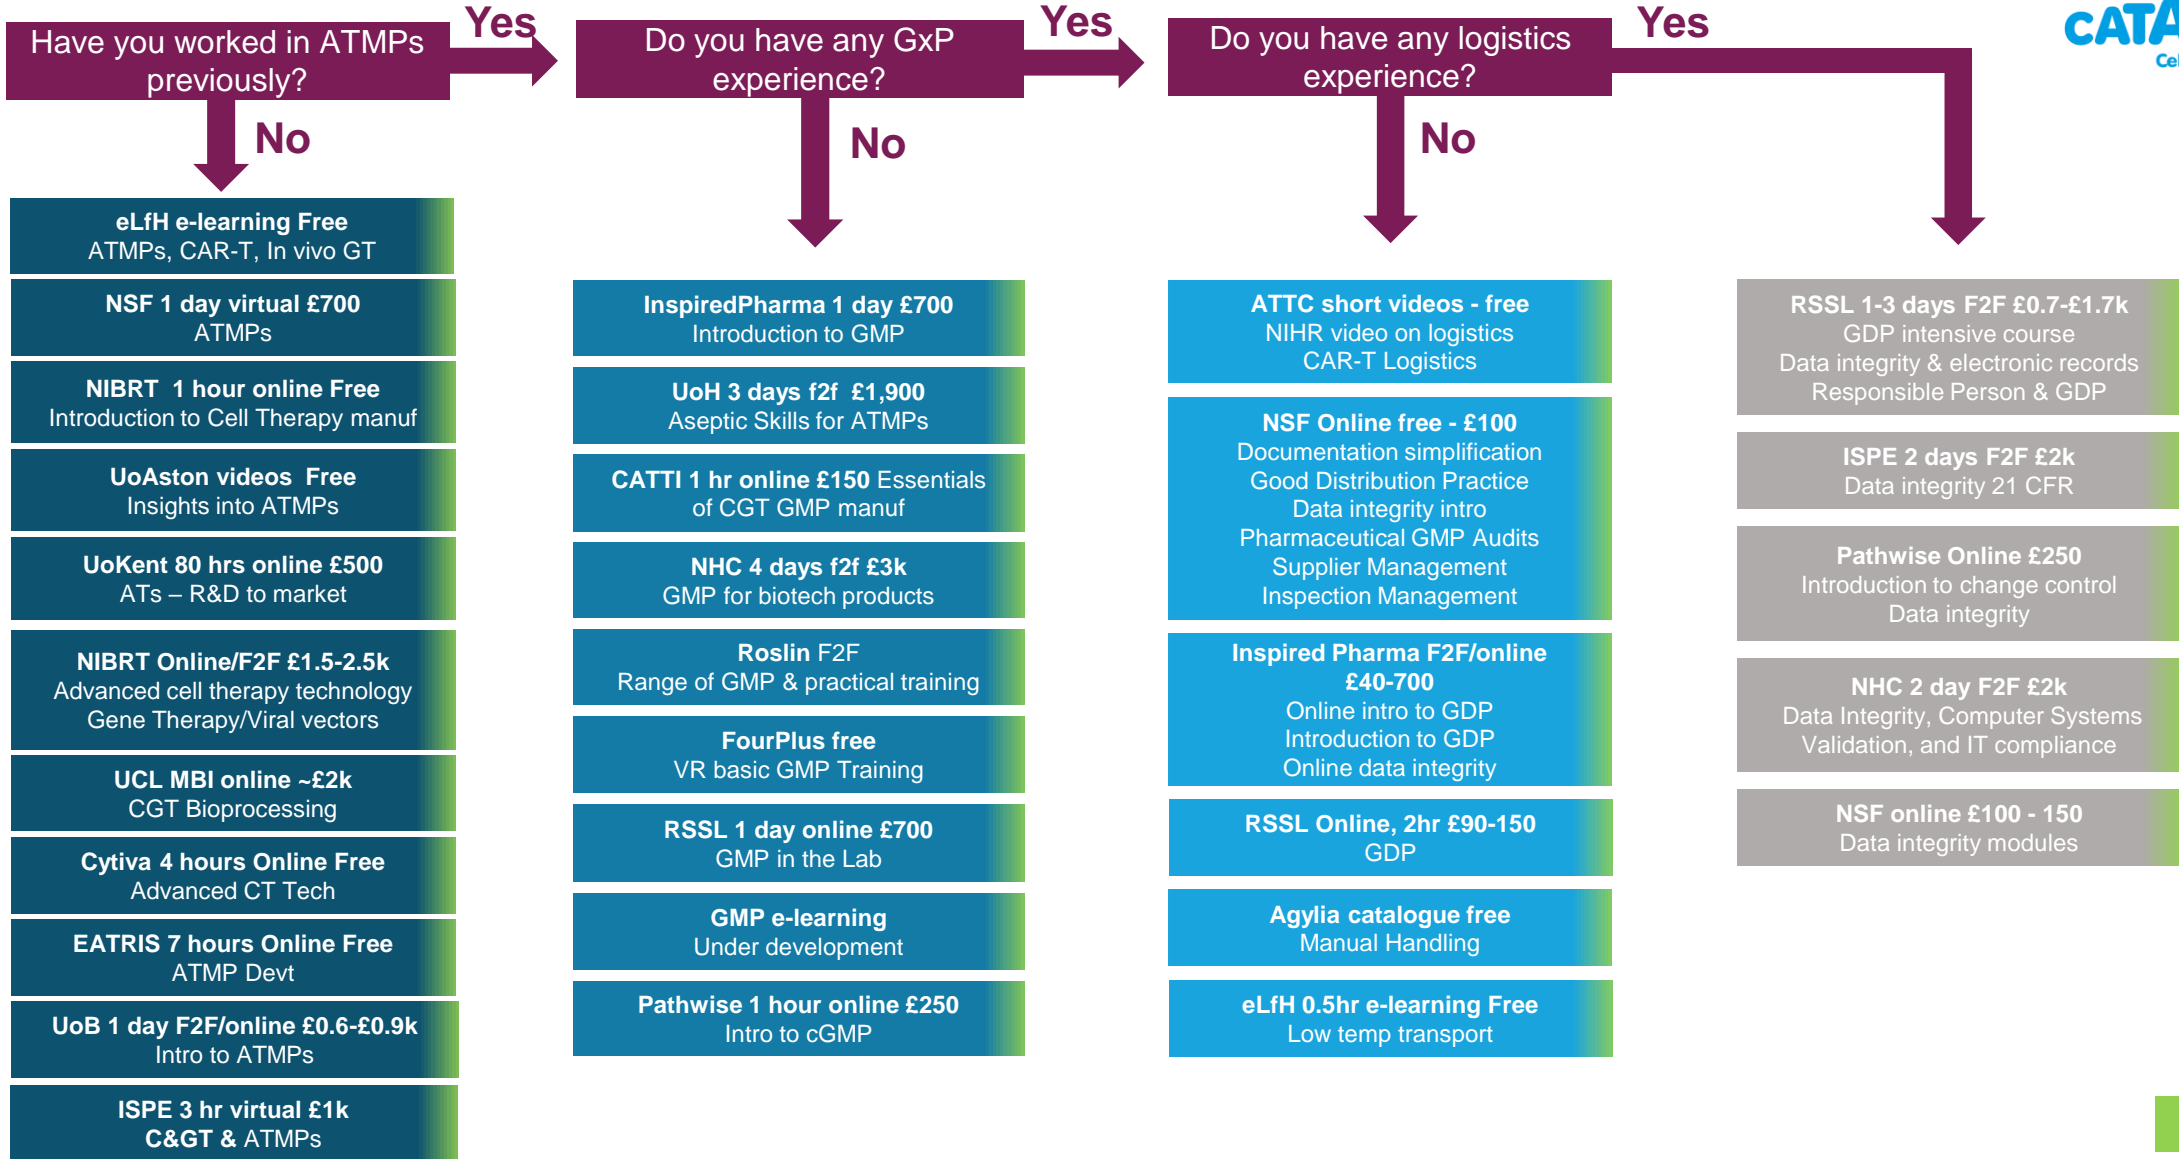 Have you worked in ATMPs
previously?
Yes
No
Do you have any GxP
experience?
Yes
No
Do you have any logistics
experience?
Yes
No
eLfH e-learning Free
ATMPs, CAR-T, In vivo GT
NSF 1 day virtual £700
ATMPs
NIBRT 1 hour online Free
Introduction to Cell Therapy manuf
UoAston videos Free
Insights into ATMPs
UoKent 80 hrs online £500
ATs – R&D to market
NIBRT Online/F2F £1.5-2.5k
Advanced cell therapy technology
Gene Therapy/Viral vectors
UCL MBI online ~£2k
CGT Bioprocessing
Cytiva 4 hours Online Free
Advanced CT Tech
EATRIS 7 hours Online Free
ATMP Devt
UoB 1 day F2F/online £0.6-£0.9k
Intro to ATMPs
ISPE 3 hr virtual £1k
C&GT & ATMPs
InspiredPharma 1 day £700
Introduction to GMP
UoH 3 days f2f £1,900
Aseptic Skills for ATMPs
CATTI 1 hr online £150 Essentials
of CGT GMP manuf
NHC 4 days f2f £3k
GMP for biotech products
Roslin F2F
Range of GMP & practical training
FourPlus free
VR basic GMP Training
RSSL 1 day online £700
GMP in the Lab
GMP e-learning
Under development
Pathwise 1 hour online £250
Intro to cGMP
ATTC short videos - free
NIHR video on logistics
CAR-T Logistics
NSF Online free - £100
Documentation simplification
Good Distribution Practice
Data integrity intro
Pharmaceutical GMP Audits
Supplier Management
Inspection Management
Inspired Pharma F2F/online
£40-700
Online intro to GDP
Introduction to GDP
Online data integrity
RSSL Online, 2hr £90-150
GDP
Agylia catalogue free
Manual Handling
eLfH 0.5hr e-learning Free
Low temp transport
RSSL 1-3 days F2F £0.7-£1.7k
GDP intensive course
Data integrity & electronic records
Responsible Person & GDP
ISPE 2 days F2F £2k
Data integrity 21 CFR
Pathwise Online £250
Introduction to change control
Data integrity
NHC 2 day F2F £2k
Data Integrity, Computer Systems
Validation, and IT compliance
NSF online £100 - 150
Data integrity modules